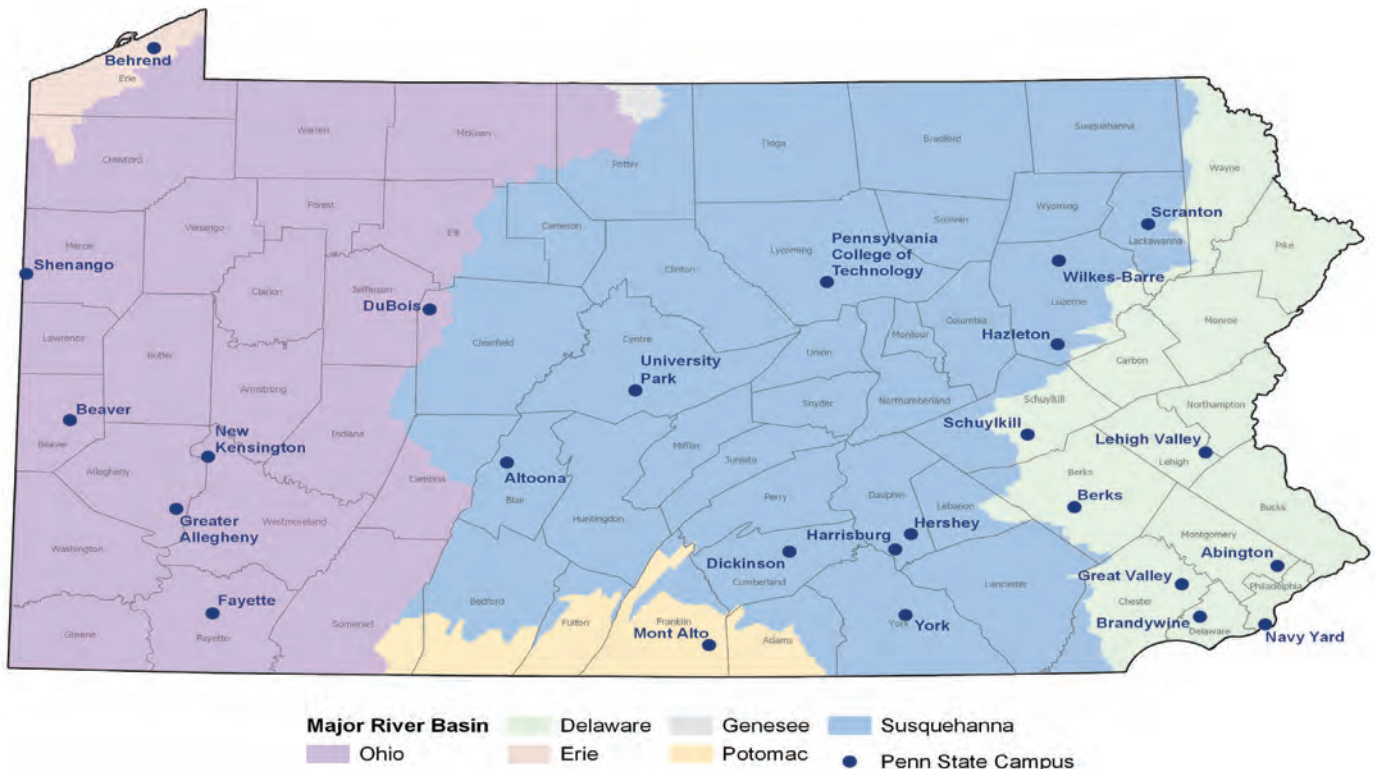 Behrend
Erie
Warren
McKean
Crawford
Potter
Tioga
Bradford
Susquehanna
Wayne
Forest
Venango
Elk
Cameron
Wyoming
Sullivan
Scranton
Lackawanna
Pike
Mercer
Shenango
Clinton
Lycoming
Pennsylvania
College of
Technology
Wilkes-Barre
Luzerne
Clarion
Jefferson
DuBois
Columbia
Montour
Monroe
Lawrence
Butler
Clearfield
Centre
Union
Hazleton
Carbon
University
Park
Armstrong
Snyder
Northumberland
Schuylkill
Northampton
Beaver
Beaver
New
Kensington
Indiana
Mifflin
Juniata
Schuylkill
Lehigh Valley
Lehigh
Allegheny
Altoona
Blair
Cambria
Berks
Berks
Perry
Dauphin
Lebanon
Bucks
Huntingdon
Greater
Allegheny
Westmoreland
Washington
Harrisburg
Hershey
Montgomery
Abington
Dickinson
Cumberland
Lancaster
Great Valley
Philadelphia
Chester
Fayette
Fayette
Greene
Somerset
Bedford
Fulton
Franklin
Mont Alto
Adams
York
York
Brandywine
Delaware
Navy Yard
Major River Basin
Delaware
Genesee
Susquehanna
Ohio
Erie
Potomac
Penn State Campus